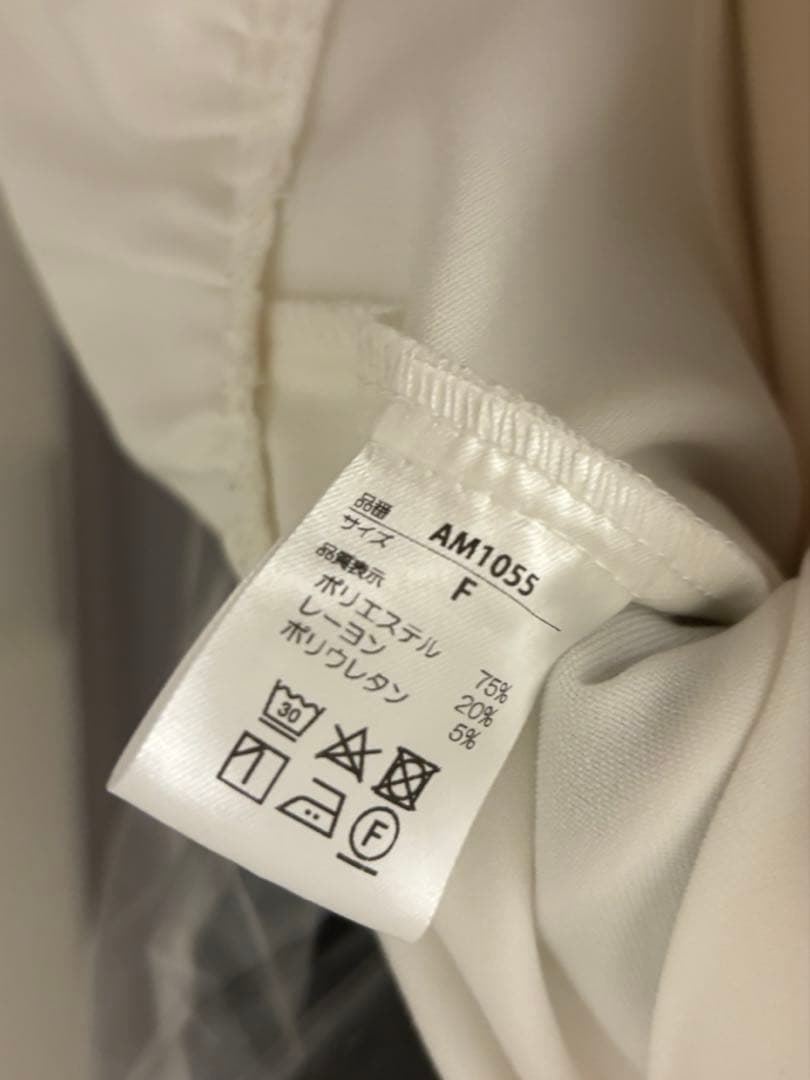 品番 AM1055
サイズ F
品質表示
ポリエステル 75%
レーヨン 20%
ポリウレタン 5%
30
F